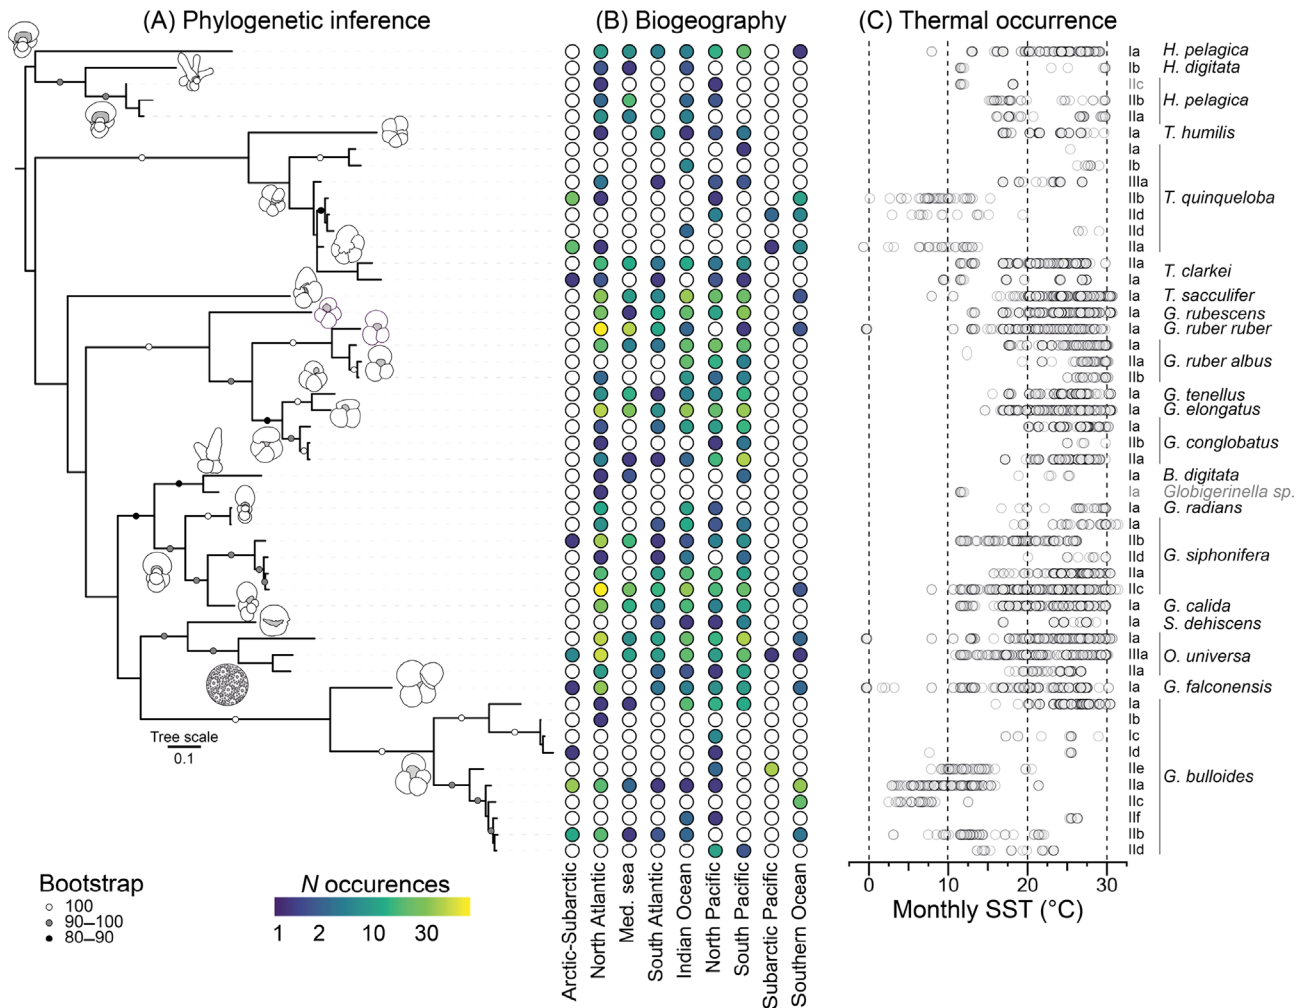 (A) Phylogenetic inference
(B) Biogeography
(C) Thermal occurrence
Ia H. pelagica
Ib H. digitata
IIc
IIb H. pelagica
IIa
Ia T. humilis
Ia
Ib
IIIa
IIb T. quinqueloba
IId
IId
IIa
IIa
T. clarkei
Ia
Ia T. sacculifer
Ia G. rubescens
Ia G. ruber ruber
Ia
IIa G. ruber albus
IIb
Ia G. tenellus
Ia G. elongatus
Ia
IIb G. conglobatus
IIa
Ia B. digitata
Ia Globigerinella sp.
Ia G. radians
Ia
IIb
IId G. siphonifera
IIa
IIc
Ia G. calida
Ia S. dehiscens
Ia
IIIa O. universa
IIa
Ia G. falconensis
Ia
Ib
Ic
Id
IIe
G. bulloides
IIa
IIc
IIf
IIb
IId
Tree scale
0.1
Bootstrap
100
90–100
80–90
N occurences
1 2 10 30
Arctic-Subarctic
North Atlantic
Med. sea
South Atlantic
Indian Ocean
North Pacific
South Pacific
Subarctic Pacific
Southern Ocean
0 10 20 30
Monthly SST (°C)